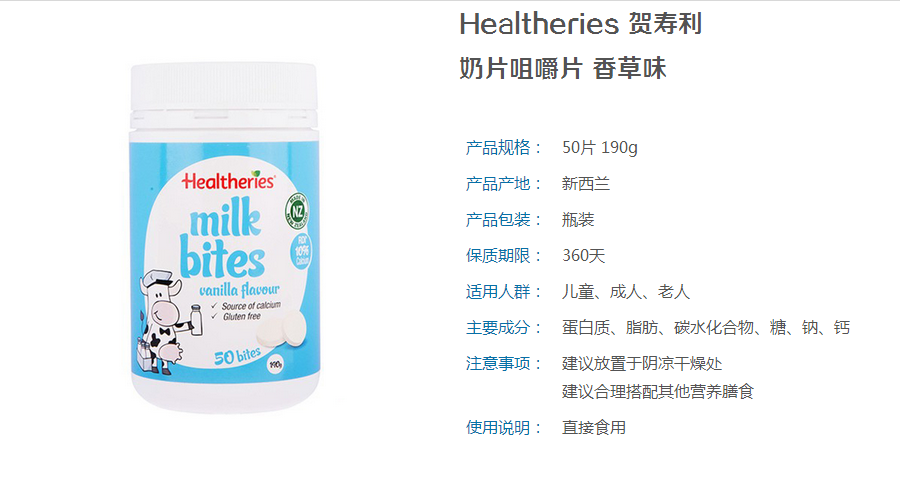 Healtheries 贺寿利
奶片咀嚼片 香草味
产品规格： 50片 190g
产品产地： 新西兰
产品包装： 瓶装
保质期限： 360天
适用人群： 儿童、成人、老人
主要成分： 蛋白质、脂肪、碳水化合物、糖、钠、钙
注意事项： 建议放置于阴凉干燥处
建议合理搭配其他营养膳食
使用说明： 直接食用
Healtheries
milk
bites
vanilla flavour
✓ Source of calcium
✓ Gluten free
50 bites
190g
MADE IN
NZ
NEW ZEALAND
Calcium